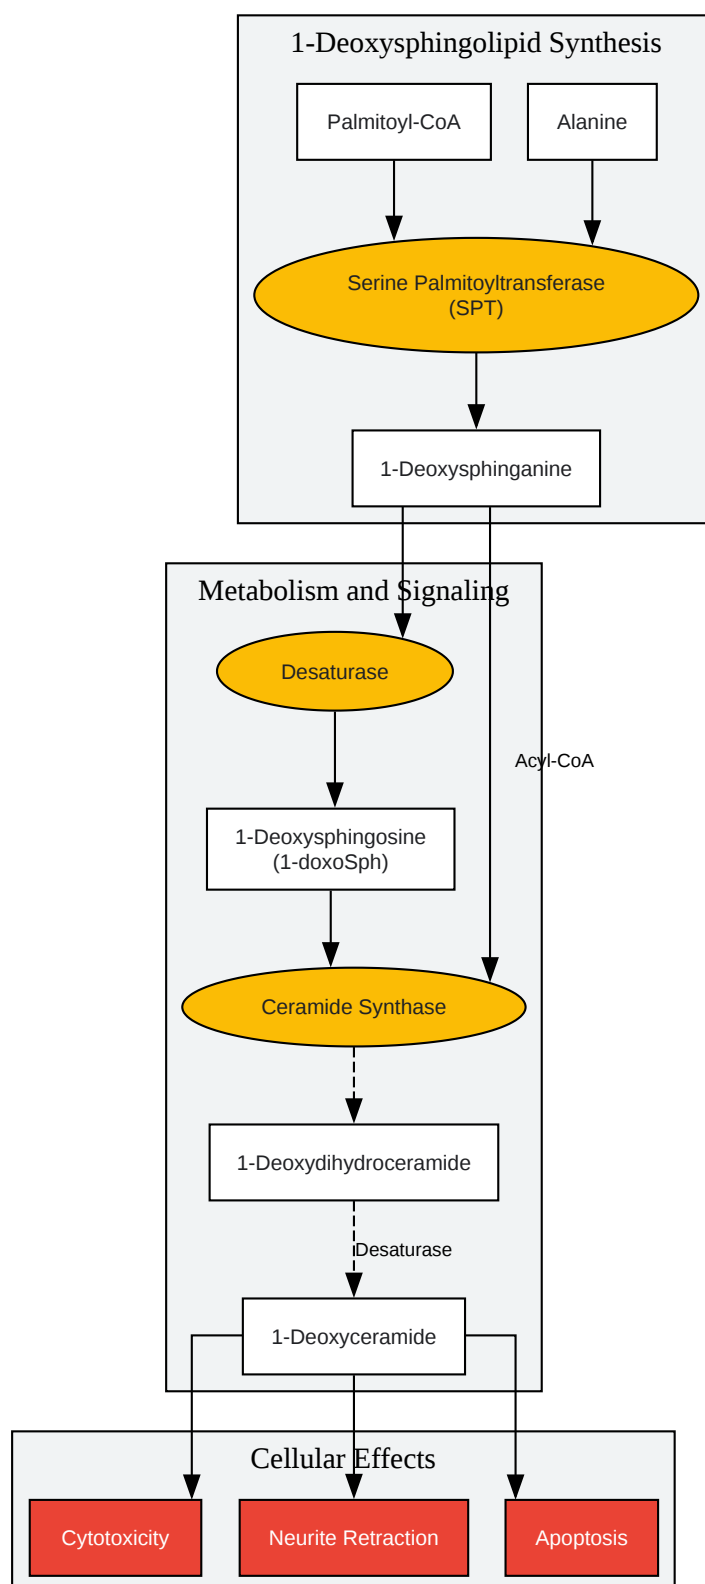 1-Deoxysphingolipid Synthesis
Palmitoyl-CoA
Alanine
Serine Palmitoyltransferase
(SPT)
1-Deoxysphinganine
Metabolism and Signaling
Desaturase
Acyl-CoA
1-Deoxysphingosine
(1-doxoSph)
Ceramide Synthase
1-Deoxydihydroceramide
Desaturase
1-Deoxyceramide
Cellular Effects
Cytotoxicity
Neurite Retraction
Apoptosis